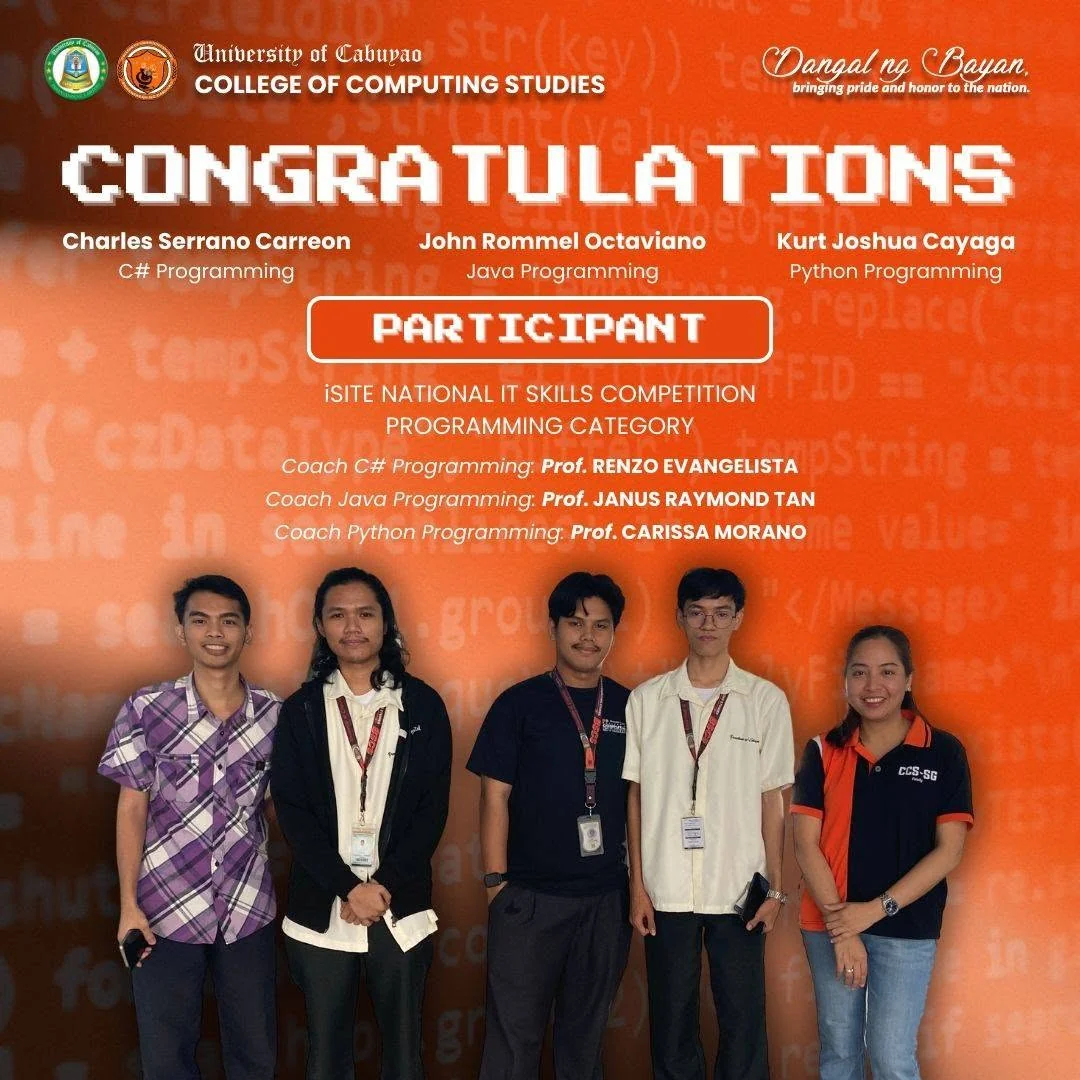 University of Cabuyao
COLLEGE OF COMPUTING STUDIES
Dangal ng Bayan,
bringing pride and honor to the nation.
CONGRATULATIONS
Charles Serrano Carreon
C# Programming
John Rommel Octaviano
Java Programming
Kurt Joshua Cayaga
Python Programming
PARTICIPANT
iSITE NATIONAL IT SKILLS COMPETITION
PROGRAMMING CATEGORY
Coach C# Programming: Prof. RENZO EVANGELISTA
Coach Java Programming: Prof. JANUS RAYMOND TAN
Coach Python Programming: Prof. CARISSA MORANO
CCS-SG